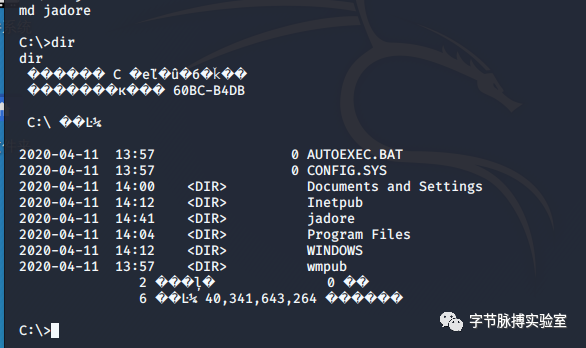 md jadore
C:\>dir
dir
������ C �eľ�û�б�ǩ��
�������к��� 60BC-B4DB
C:\ ��Ŀ¼
2020-04-11 13:57 0 AUTOEXEC.BAT
2020-04-11 13:57 0 CONFIG.SYS
2020-04-11 14:00 <DIR> Documents and Settings
2020-04-11 14:12 <DIR> Inetpub
2020-04-11 14:41 <DIR> jadore
2020-04-11 14:04 <DIR> Program Files
2020-04-11 14:12 <DIR> WINDOWS
2020-04-11 13:57 <DIR> wmpub
2 ���ļ� 0 ��
6 ��Ŀ¼ 40,341,643,264 ������
C:\>
字节脉搏实验室